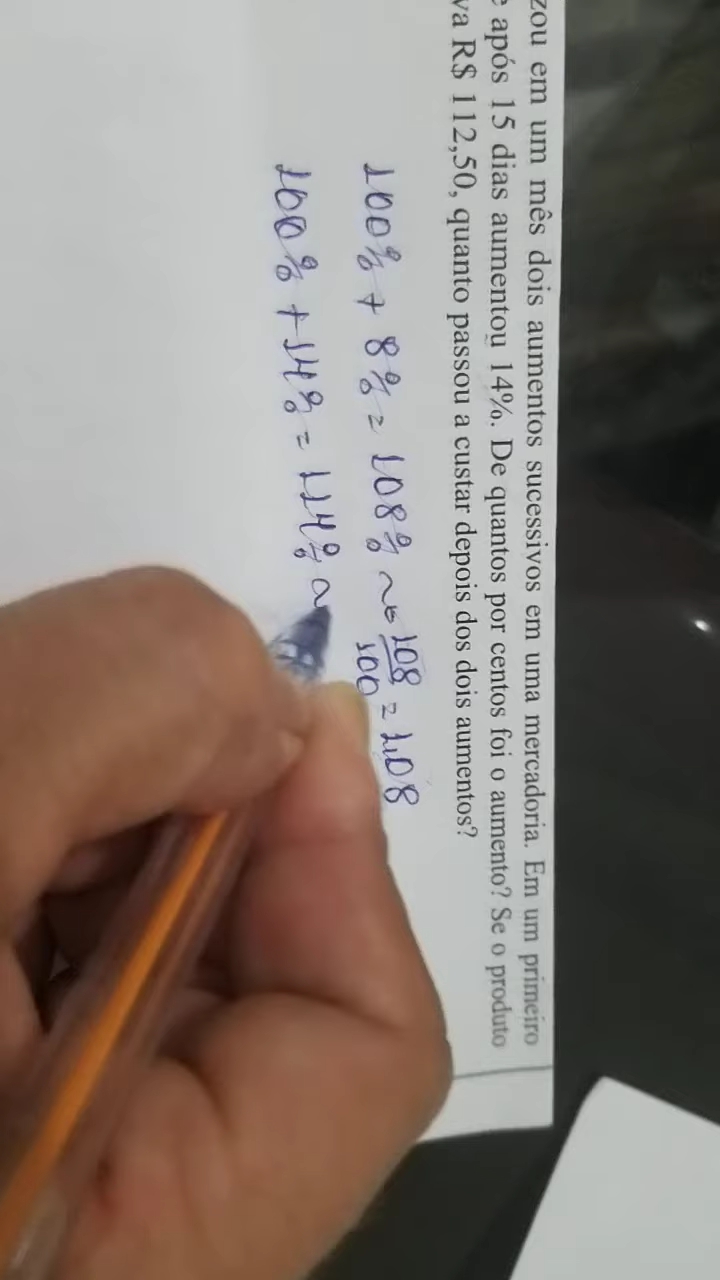 zou em um mês dois aumentos sucessivos em uma mercadoria. Em um primeiro
e após 15 dias aumentou 14%. De quantos por centos foi o aumento? Se o produto
va R$ 112,50, quanto passou a custar depois dos dois aumentos?
100% + 8% = 108% ~> 108/100 = 1,08
100% + 14% = 114% ~